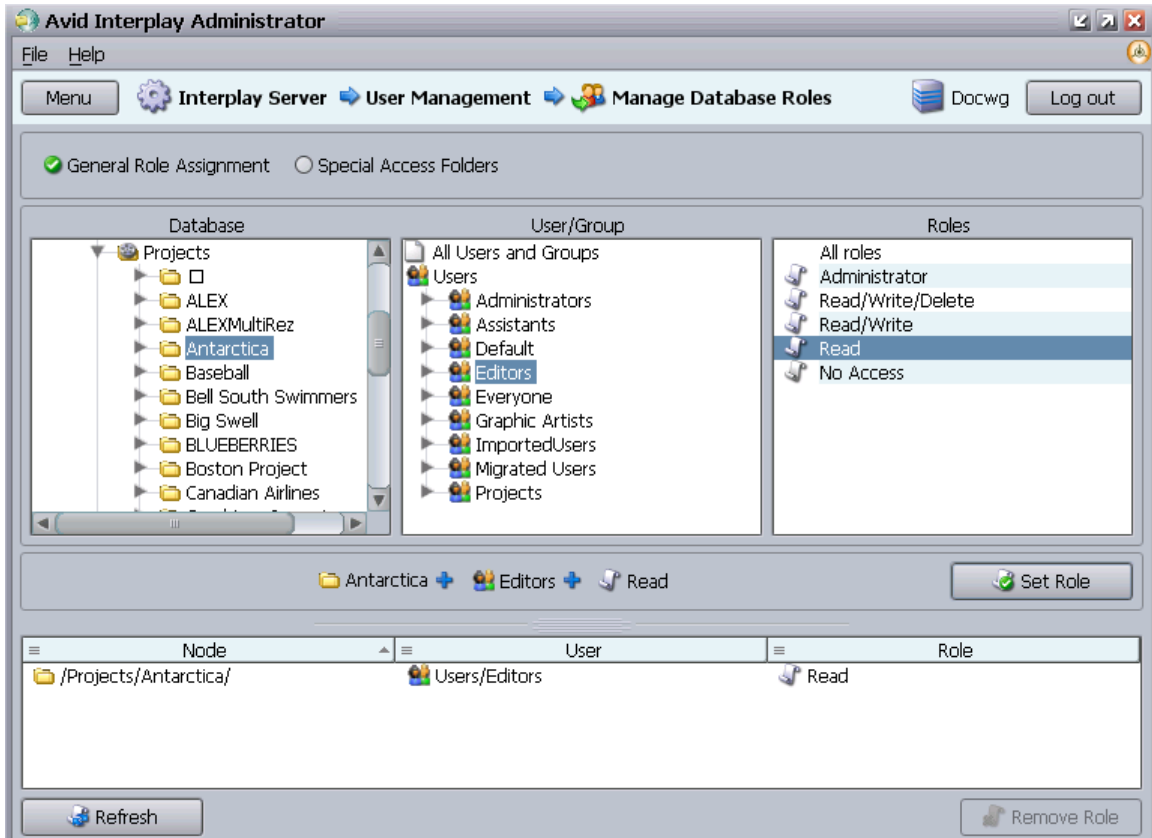 Avid Interplay Administrator
File Help
Menu Interplay Server User Management Manage Database Roles Docwg Log out
General Role Assignment Special Access Folders
Database
Projects
ALEX
ALEXMultiRez
Antarctica
Baseball
Bell South Swimmers
Big Swell
BLUEBERRIES
Boston Project
Canadian Airlines
User/Group
All Users and Groups
Users
Administrators
Assistants
Default
Editors
Everyone
Graphic Artists
ImportedUsers
Migrated Users
Projects
Roles
All roles
Administrator
Read/Write/Delete
Read/Write
Read
No Access
Antarctica Editors Read Set Role
Node User Role
/Projects/Antarctica/ Users/Editors Read
Refresh Remove Role